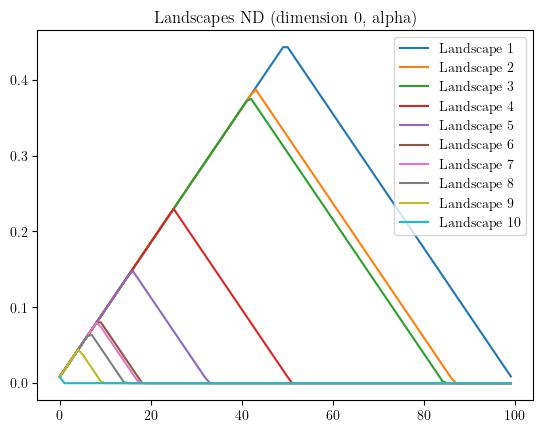 Landscapes ND (dimension 0, alpha)
Landscape 1
Landscape 2
Landscape 3
Landscape 4
Landscape 5
Landscape 6
Landscape 7
Landscape 8
Landscape 9
Landscape 10
0.4
0.3
0.2
0.1
0.0
0 20 40 60 80 100